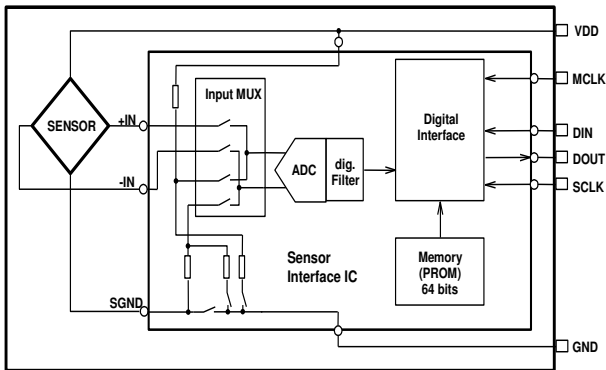 VDD
MCLK
Input MUX
+IN
Digital
Interface
SENSOR
DIN
dig.
Filter
ADC
DOUT
-IN
SCLK
Sensor
Interface IC
Memory
(PROM)
64 bits
SGND
GND